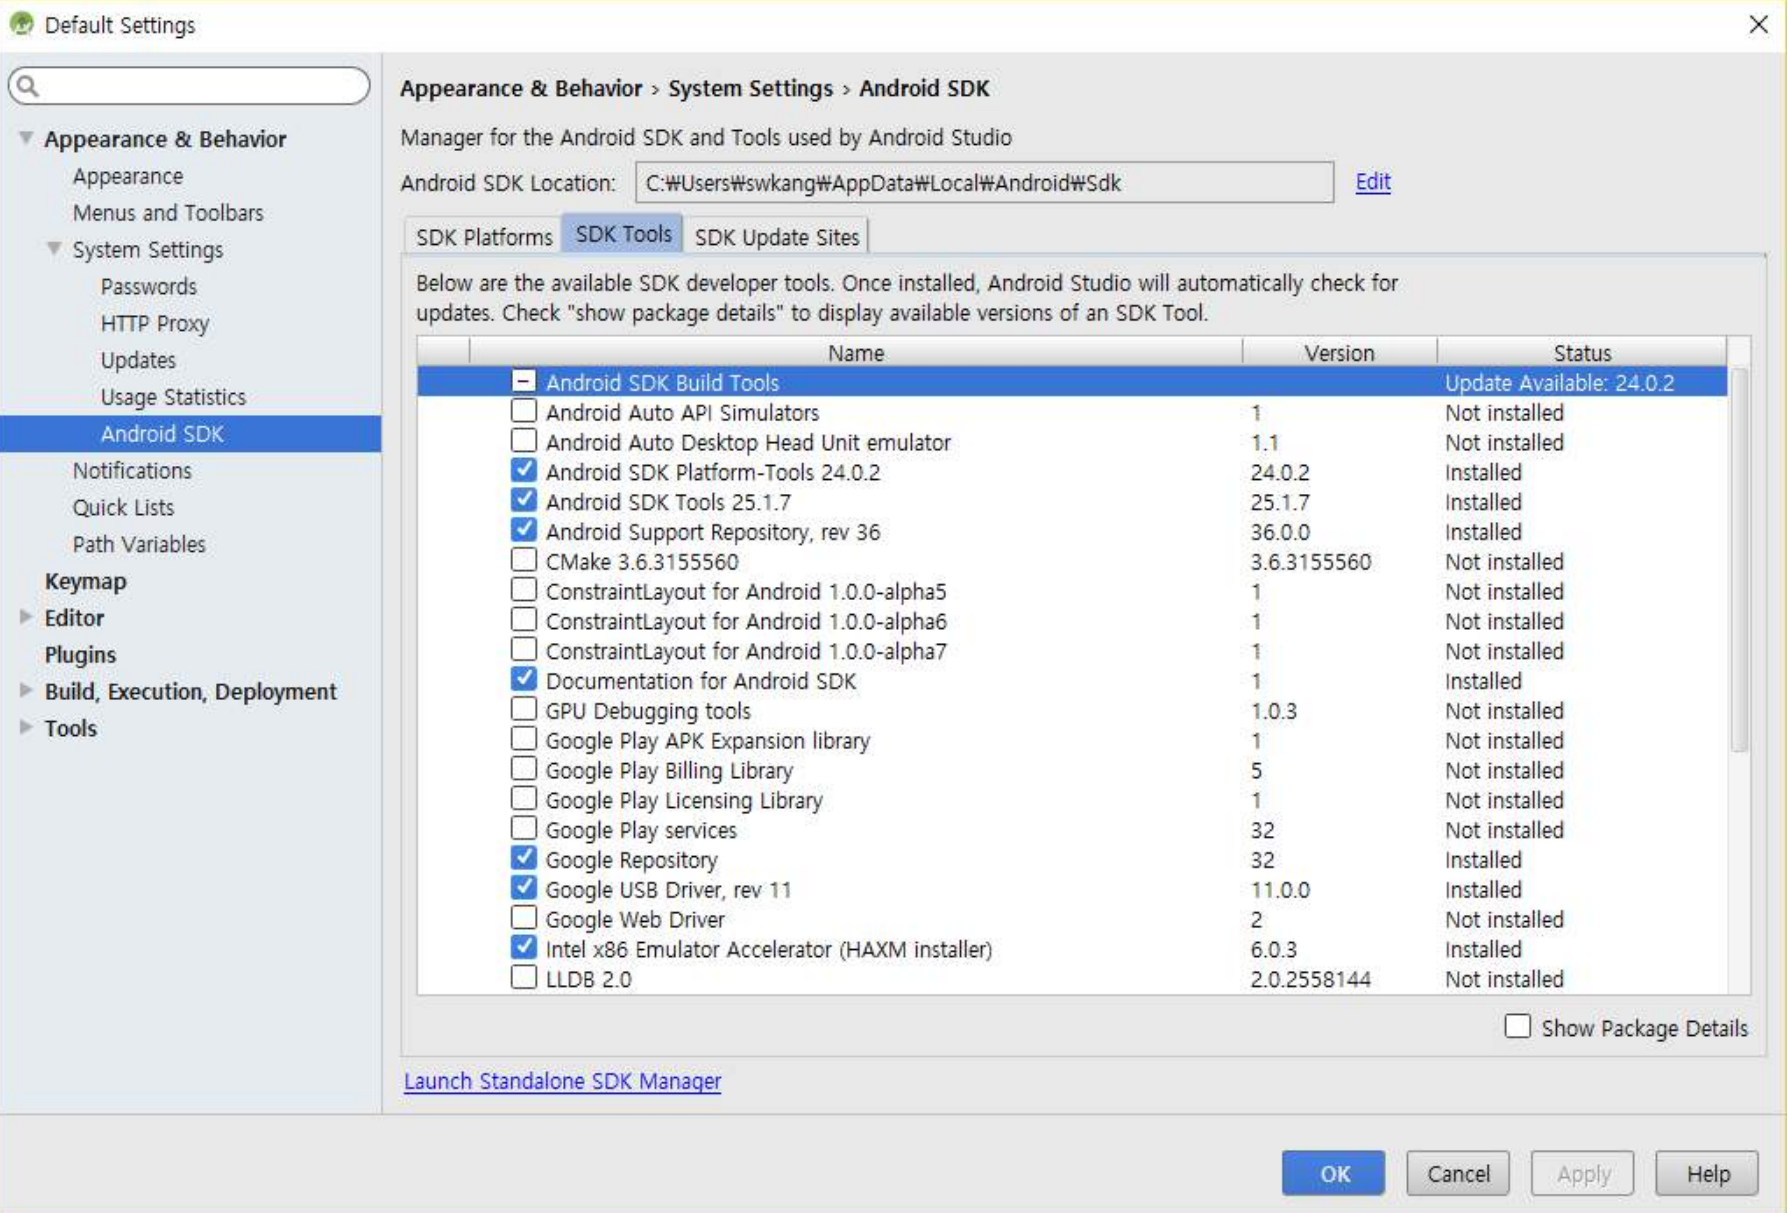 Default Settings
Appearance & Behavior
Appearance
Menus and Toolbars
System Settings
Passwords
HTTP Proxy
Updates
Usage Statistics
Android SDK
Notifications
Quick Lists
Path Variables
Keymap
Editor
Plugins
Build, Execution, Deployment
Tools
Appearance & Behavior › System Settings › Android SDK
Manager for the Android SDK and Tools used by Android Studio
Android SDK Location: C:₩Users₩swkang₩AppData₩Local₩Android₩Sdk Edit
SDK Platforms SDK Tools SDK Update Sites
Below are the available SDK developer tools. Once installed, Android Studio will automatically check for
updates. Check "show package details" to display available versions of an SDK Tool.
Name Version Status
Android SDK Build Tools Update Available: 24.0.2
Android Auto API Simulators 1 Not installed
Android Auto Desktop Head Unit emulator 1.1 Not installed
Android SDK Platform-Tools 24.0.2 24.0.2 Installed
Android SDK Tools 25.1.7 25.1.7 Installed
Android Support Repository, rev 36 36.0.0 Installed
CMake 3.6.3155560 3.6.3155560 Not installed
ConstraintLayout for Android 1.0.0-alpha5 1 Not installed
ConstraintLayout for Android 1.0.0-alpha6 1 Not installed
ConstraintLayout for Android 1.0.0-alpha7 1 Not installed
Documentation for Android SDK 1 Installed
GPU Debugging tools 1.0.3 Not installed
Google Play APK Expansion library 1 Not installed
Google Play Billing Library 5 Not installed
Google Play Licensing Library 1 Not installed
Google Play services 32 Not installed
Google Repository 32 Installed
Google USB Driver, rev 11 11.0.0 Installed
Google Web Driver 2 Not installed
Intel x86 Emulator Accelerator (HAXM installer) 6.0.3 Installed
LLDB 2.0 2.0.2558144 Not installed
Show Package Details
Launch Standalone SDK Manager
OK Cancel Apply Help